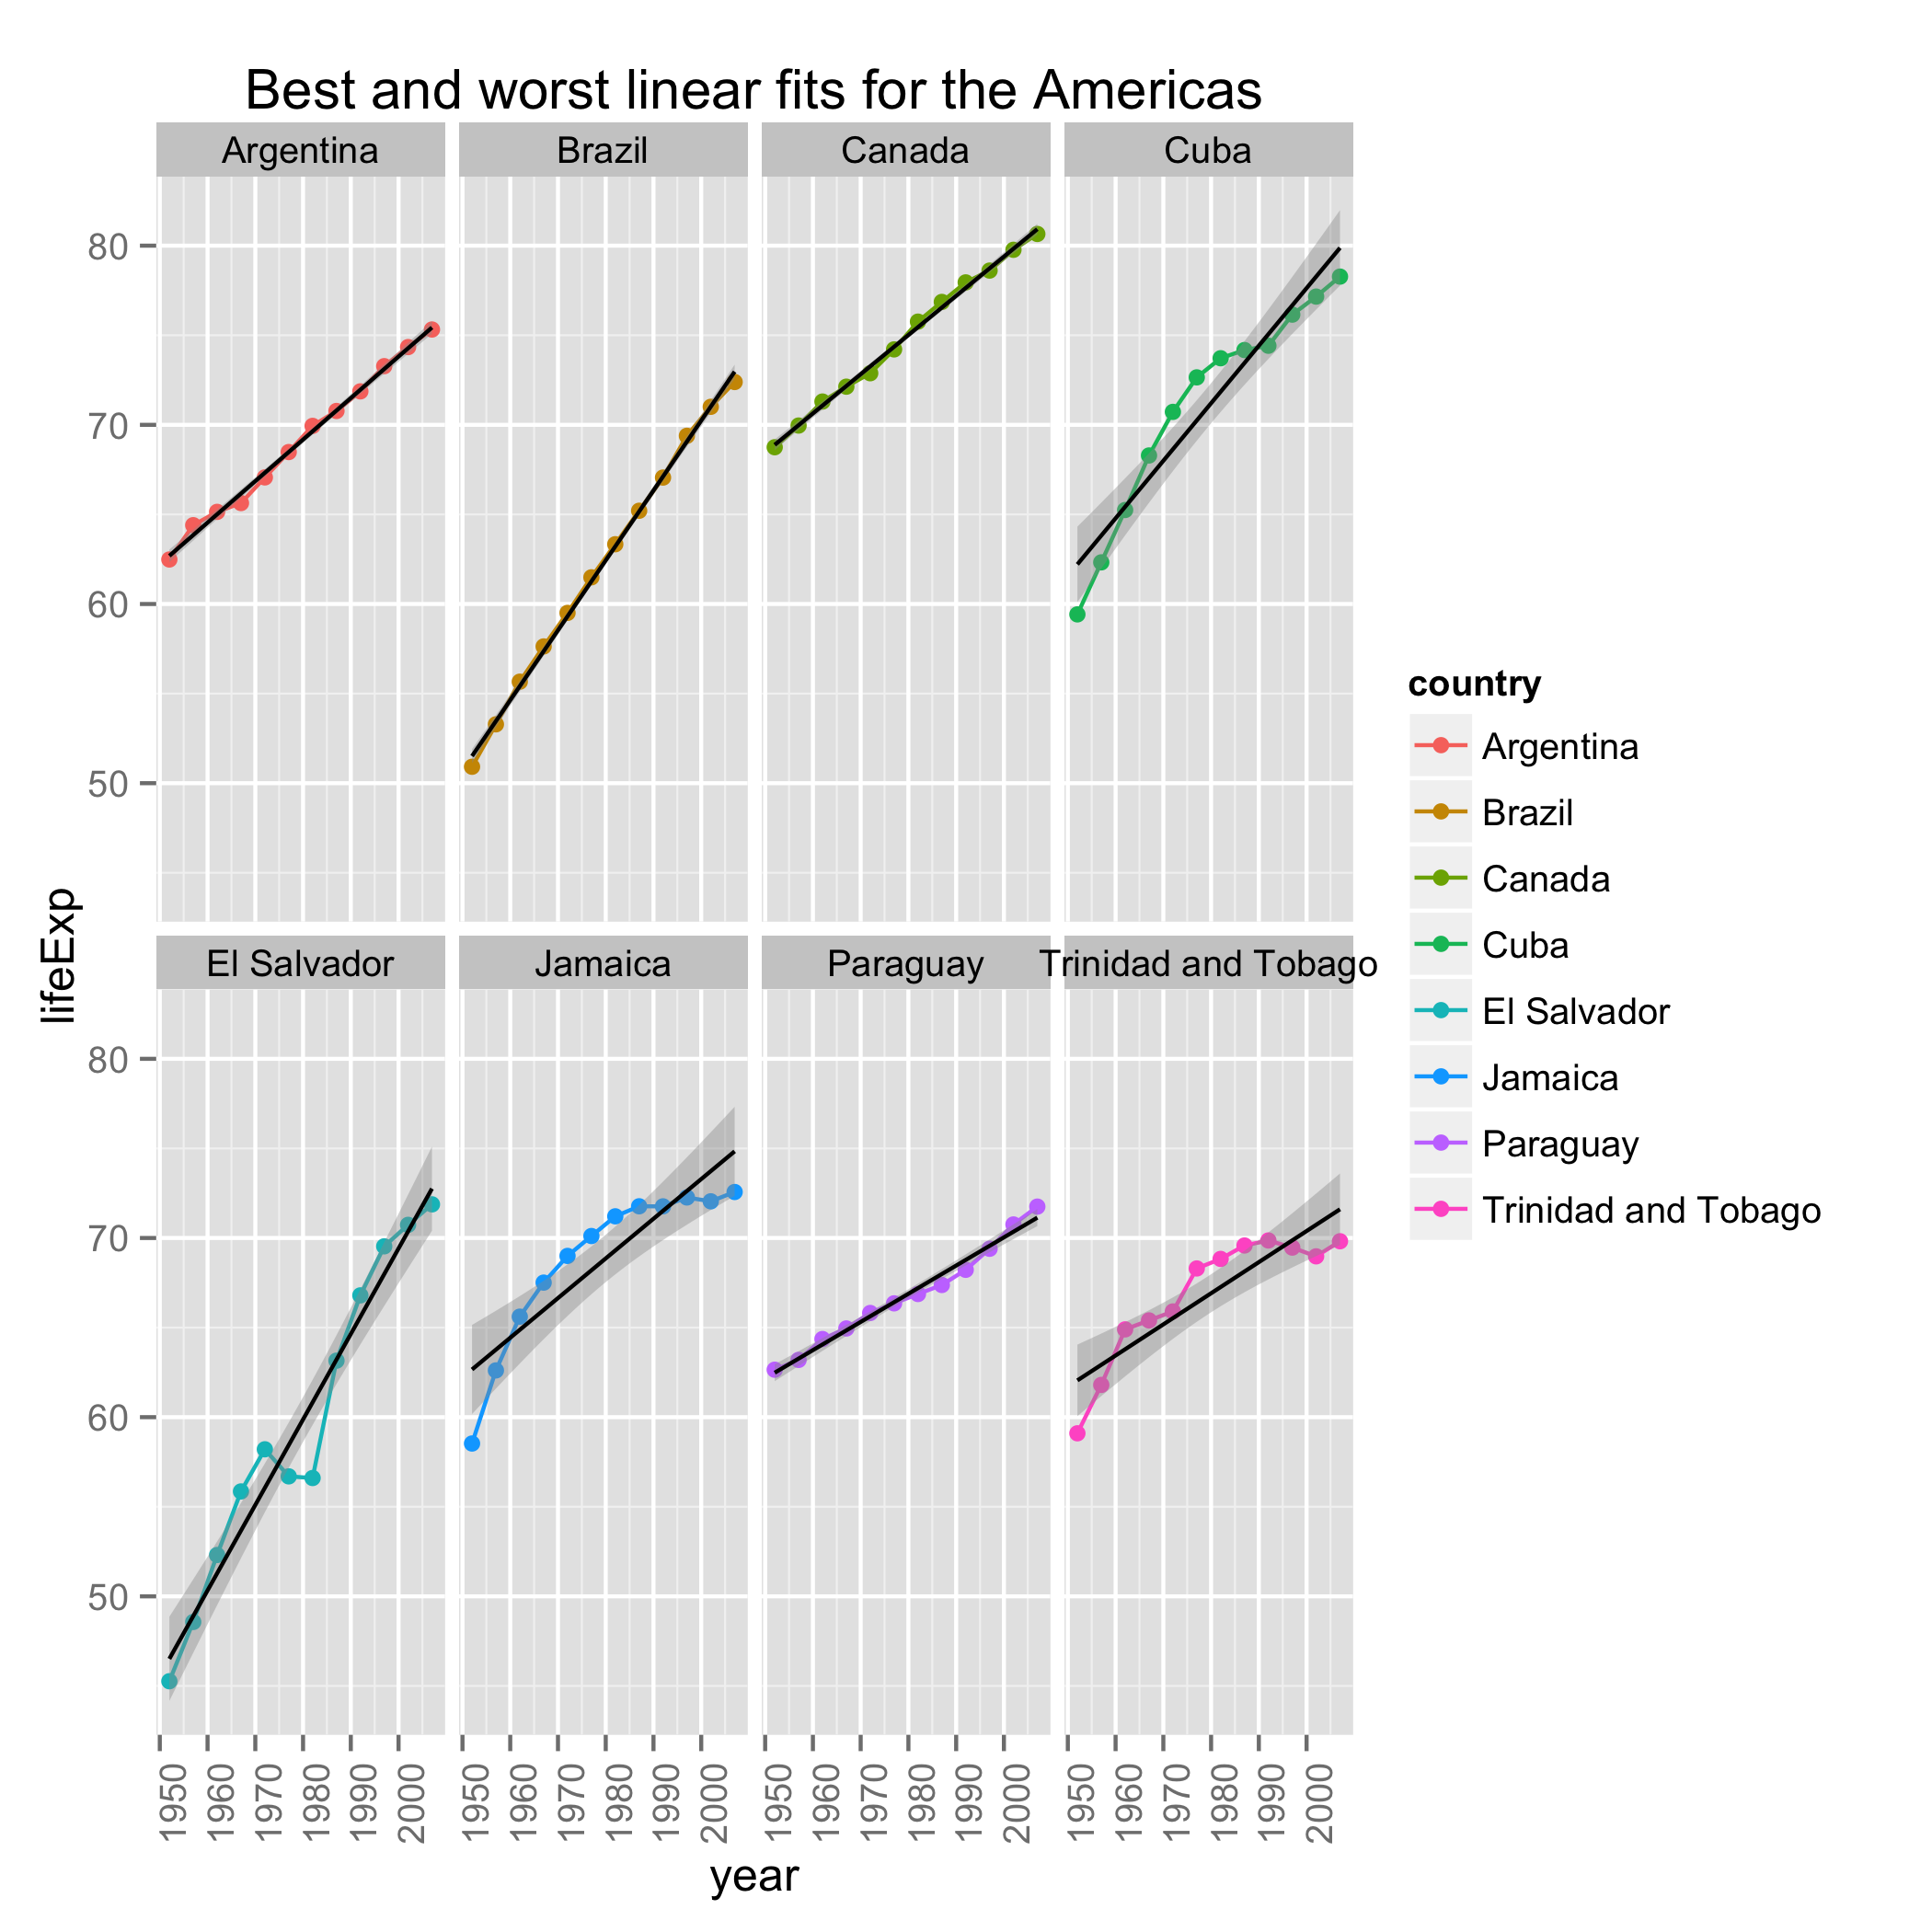 Best and worst linear fits for the Americas
Argentina Brazil Canada Cuba
80
70
60
50
El Salvador Jamaica Paraguay Trinidad and Tobago
80
70
60
50
1950 1960 1970 1980 1990 2000 1950 1960 1970 1980 1990 2000 1950 1960 1970 1980 1990 2000 1950 1960 1970 1980 1990 2000
lifeExp
year
country
Argentina
Brazil
Canada
Cuba
El Salvador
Jamaica
Paraguay
Trinidad and Tobago